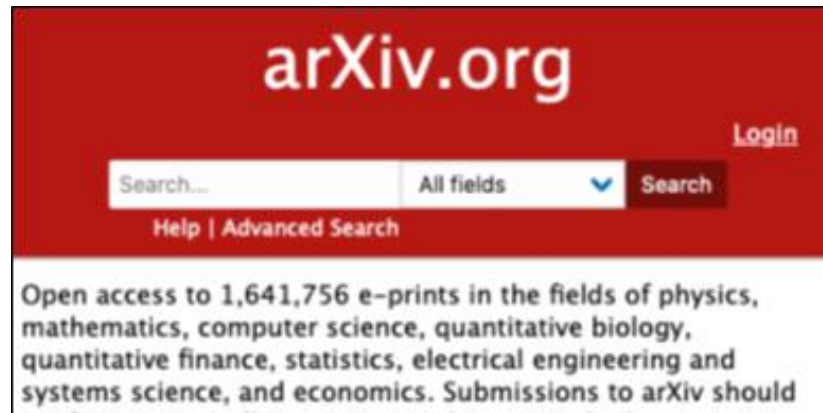 arXiv.org
Login
Search... All fields Search
Help | Advanced Search
Open access to 1,641,756 e-prints in the fields of physics,
mathematics, computer science, quantitative biology,
quantitative finance, statistics, electrical engineering and
systems science, and economics. Submissions to arXiv should